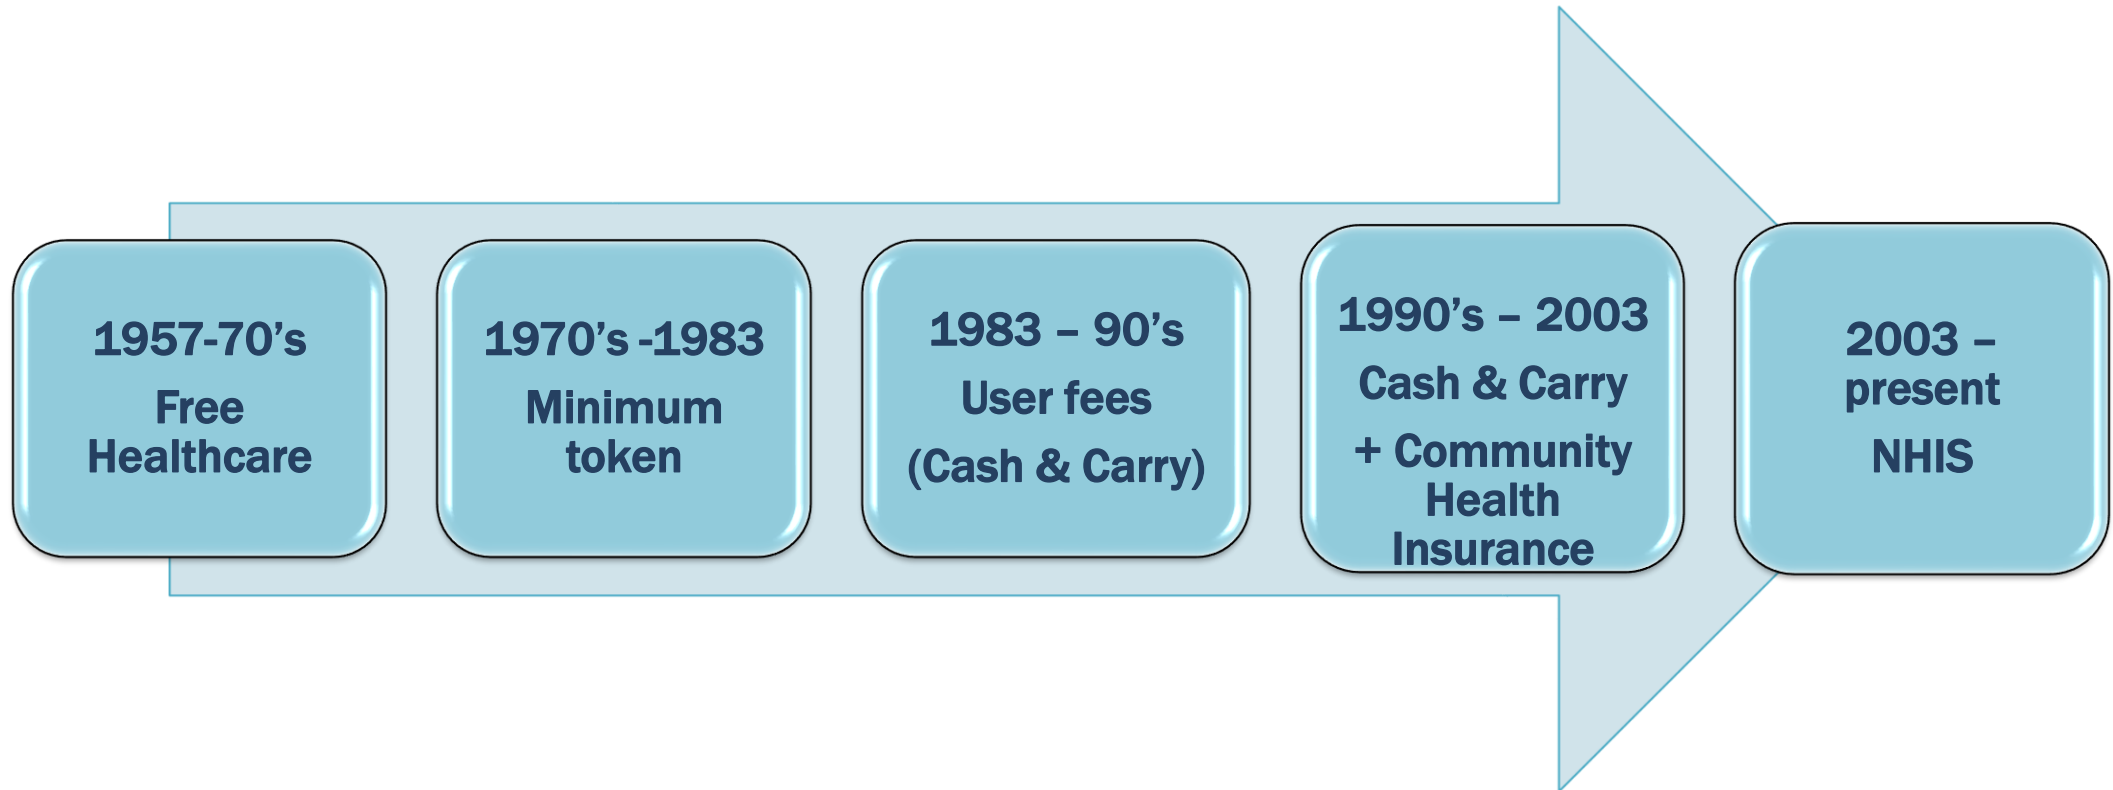 1957-70’s
Free
Healthcare
1970’s -1983
Minimum
token
1983 – 90’s
User fees
(Cash & Carry)
1990’s – 2003
Cash & Carry
+ Community
Health
Insurance
2003 –
present
NHIS